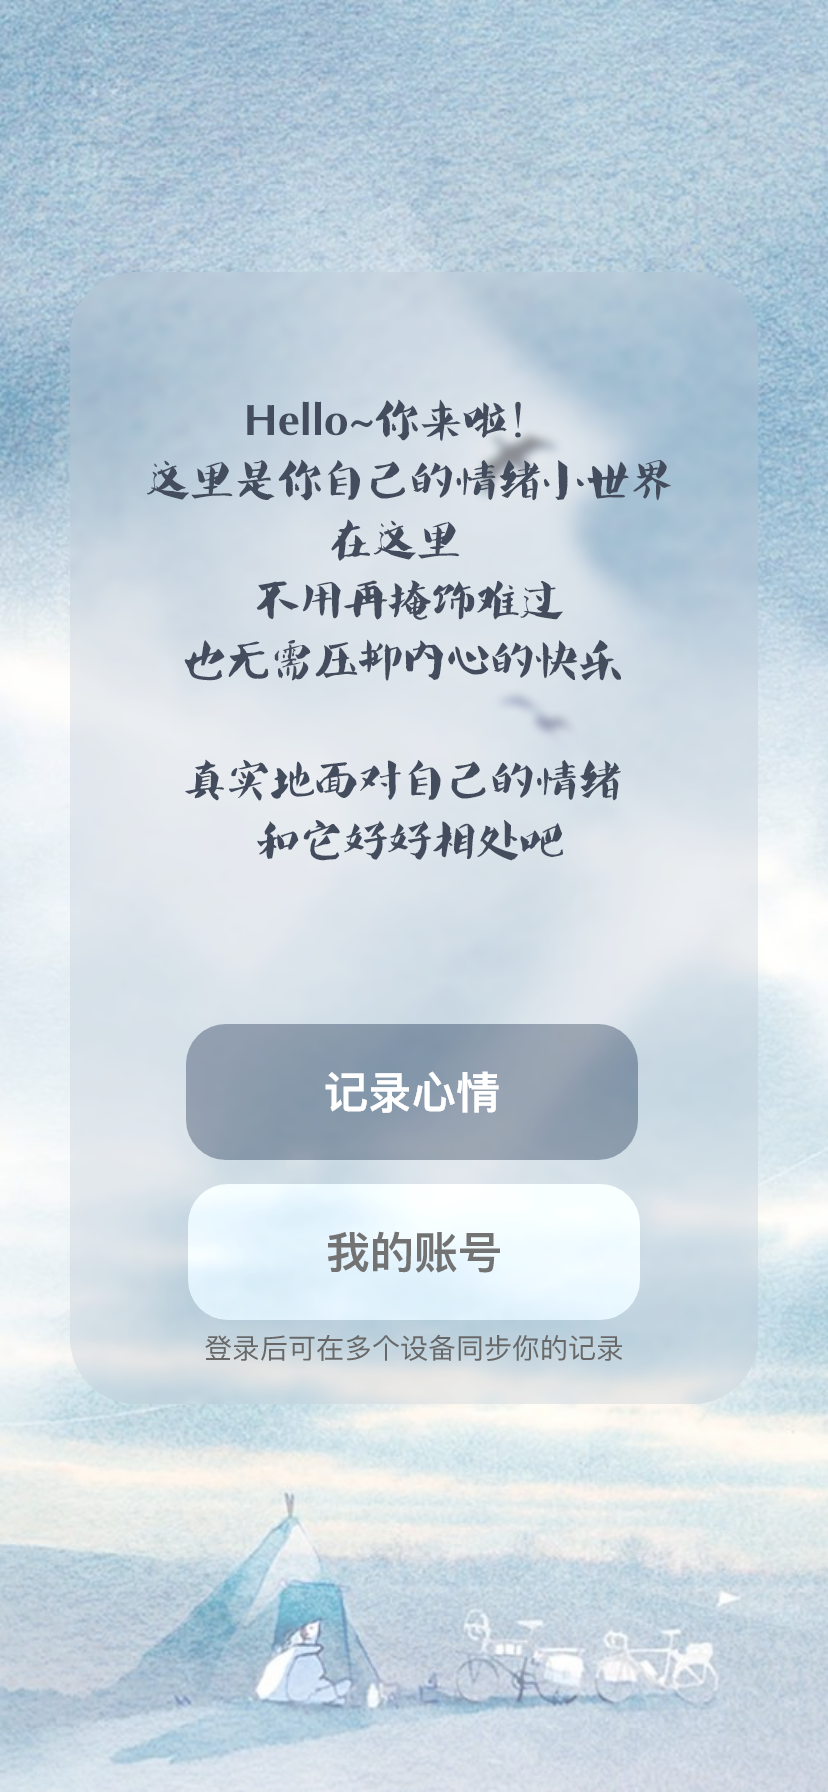 Hello~你来啦！
这里是你自己的情绪小世界
在这里
不用再掩饰难过
也无需压抑内心的快乐
真实地面对自己的情绪
和它好好相处吧
记录心情
我的账号
登录后可在多个设备同步你的记录